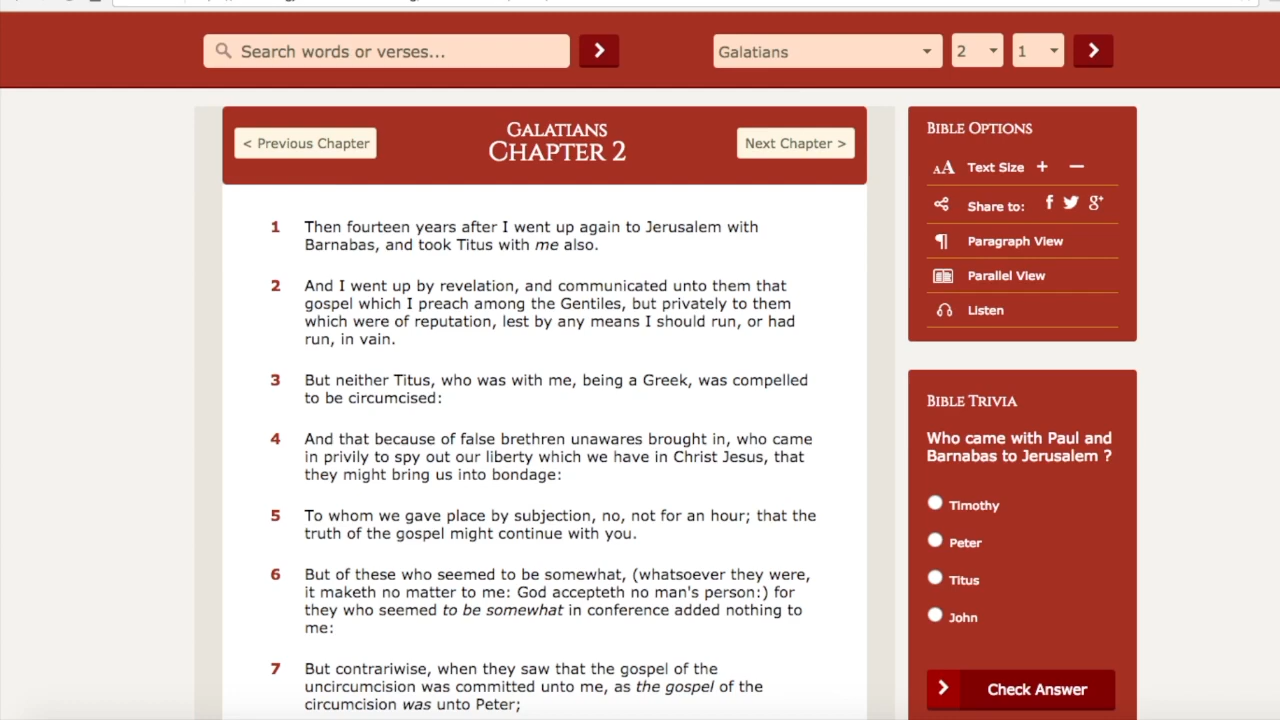 Search words or verses...
Galatians
2
1
< Previous Chapter
GALATIANS
CHAPTER 2
Next Chapter >
1 Then fourteen years after I went up again to Jerusalem with
Barnabas, and took Titus with me also.
2 And I went up by revelation, and communicated unto them that
gospel which I preach among the Gentiles, but privately to them
which were of reputation, lest by any means I should run, or had
run, in vain.
3 But neither Titus, who was with me, being a Greek, was compelled
to be circumcised:
4 And that because of false brethren unawares brought in, who came
in privily to spy out our liberty which we have in Christ Jesus, that
they might bring us into bondage:
5 To whom we gave place by subjection, no, not for an hour; that the
truth of the gospel might continue with you.
6 But of these who seemed to be somewhat, (whatsoever they were,
it maketh no matter to me: God accepteth no man's person:) for
they who seemed to be somewhat in conference added nothing to
me:
7 But contrariwise, when they saw that the gospel of the
uncircumcision was committed unto me, as the gospel of the
circumcision was unto Peter;
BIBLE OPTIONS
AA Text Size + −
Share to: f g+
¶ Paragraph View
Parallel View
Listen
BIBLE TRIVIA
Who came with Paul and
Barnabas to Jerusalem ?
Timothy
Peter
Titus
John
Check Answer